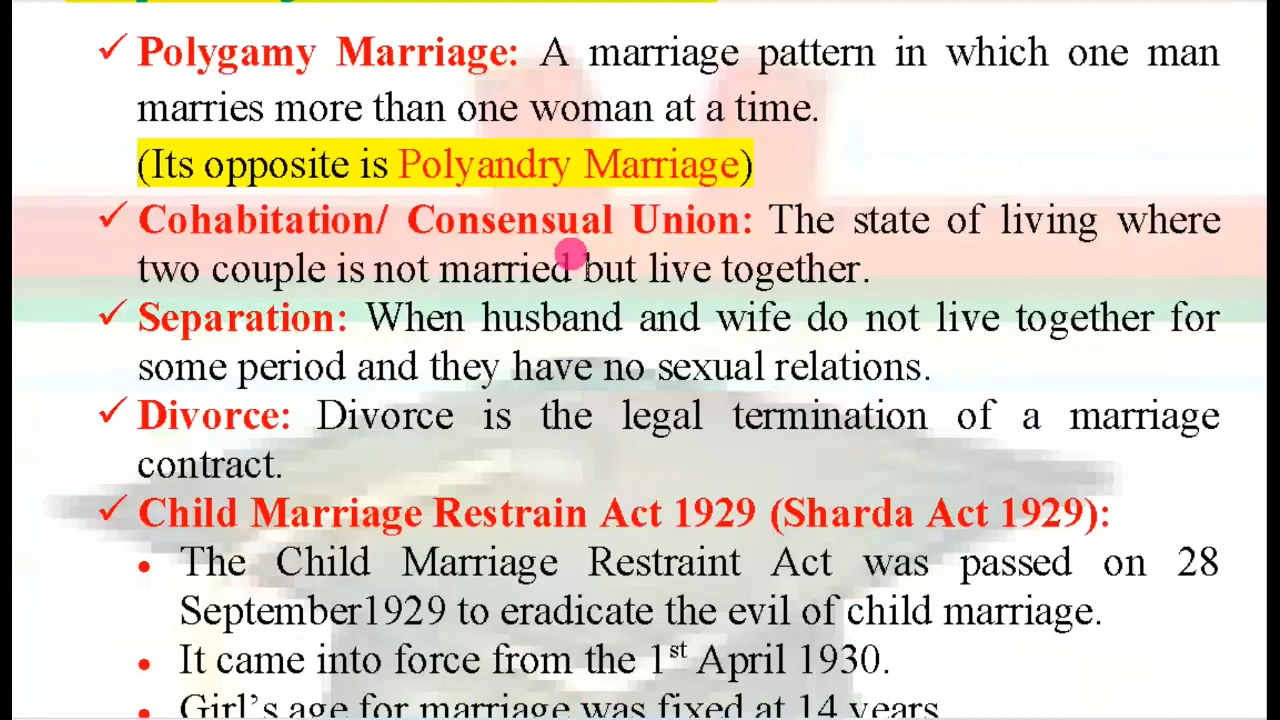 Polygamy Marriage: A marriage pattern in which one man
marries more than one woman at a time.
(Its opposite is Polyandry Marriage)
Cohabitation/ Consensual Union: The state of living where
two couple is not married but live together.
Separation: When husband and wife do not live together for
some period and they have no sexual relations.
Divorce: Divorce is the legal termination of a marriage
contract.
Child Marriage Restrain Act 1929 (Sharda Act 1929):
The Child Marriage Restraint Act was passed on 28
September1929 to eradicate the evil of child marriage.
It came into force from the 1st April 1930.
Girl's age for marriage was fixed at 14 years